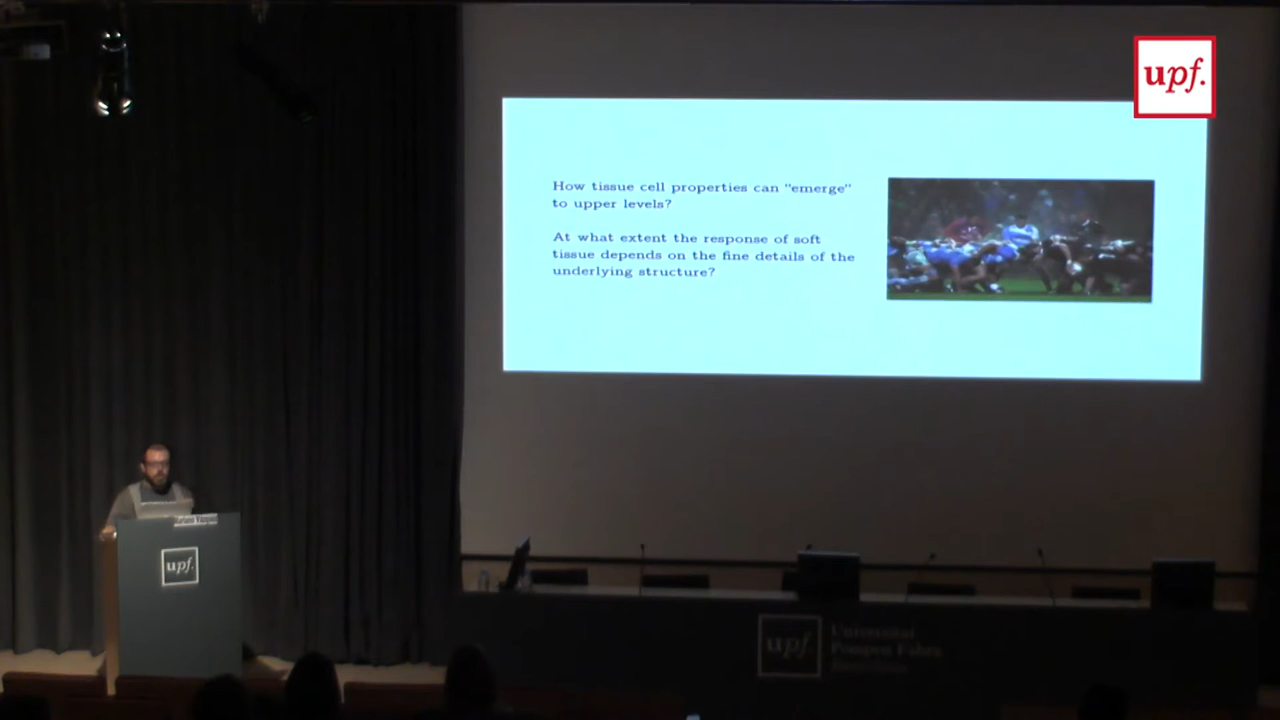 upf.
How tissue cell properties can "emerge"
to upper levels?
At what extent the response of soft
tissue depends on the fine details of the
underlying structure?
upf.
upf.
Universitat
Pompeu Fabra
Barcelona